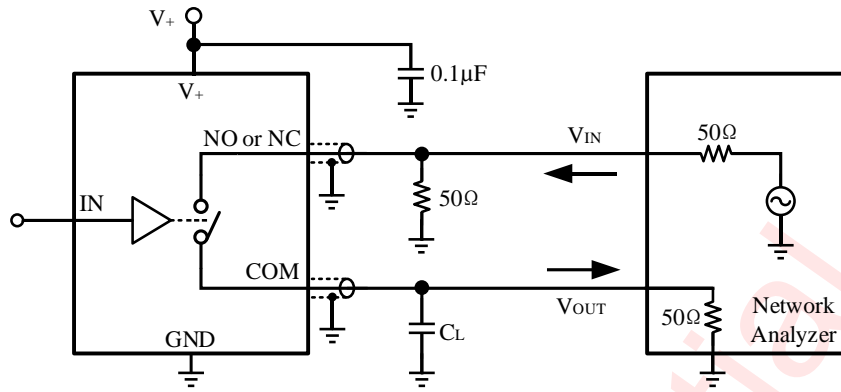 V+
V+
0.1µF
NO or NC
VIN
50Ω
50Ω
IN
COM
VOUT
50Ω
Network
Analyzer
CL
GND